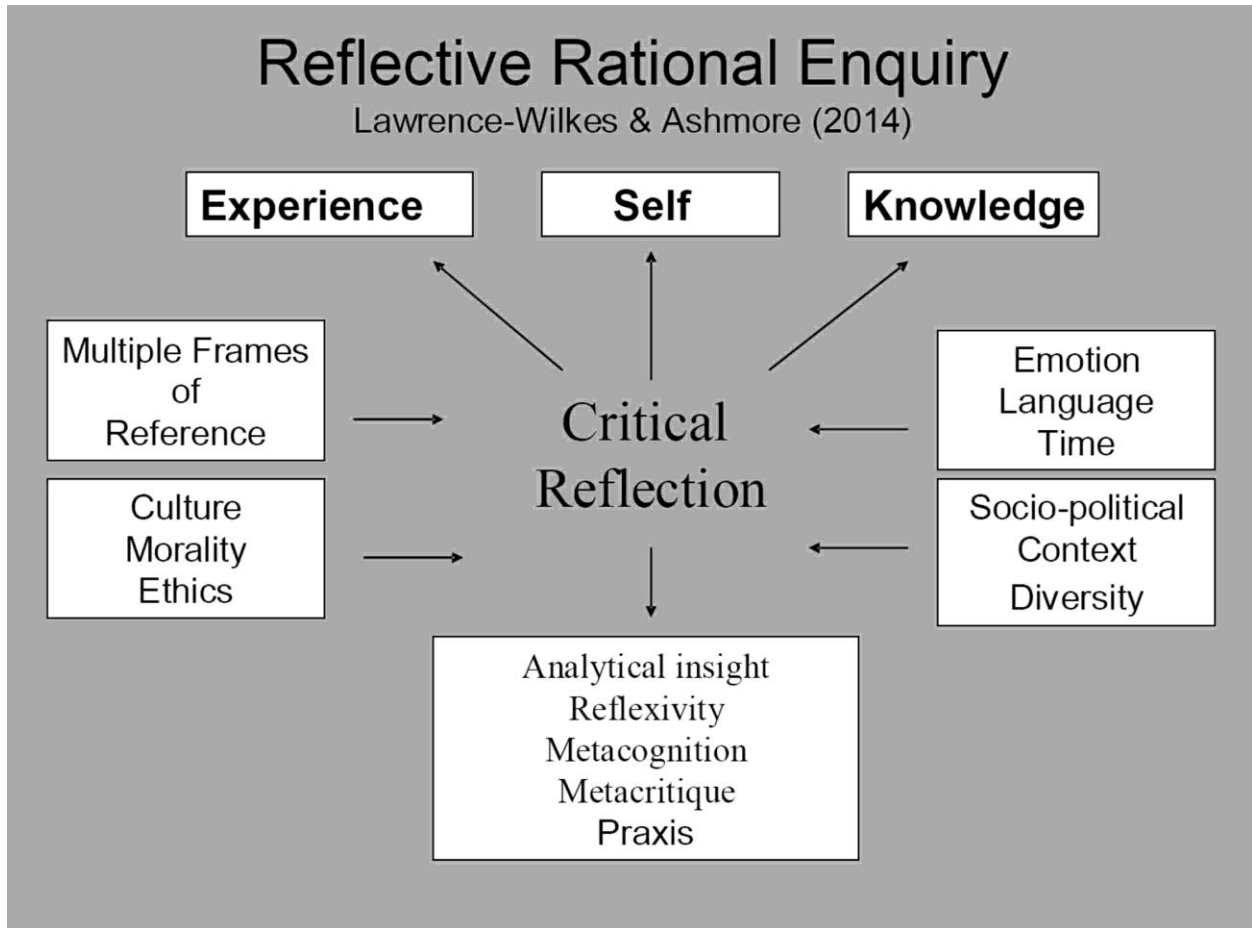 Reflective Rational Enquiry
Lawrence-Wilkes & Ashmore (2014)
Experience
Self
Knowledge
Multiple Frames
of
Reference
Culture
Morality
Ethics
Critical
Reflection
Emotion
Language
Time
Socio-political
Context
Diversity
Analytical insight
Reflexivity
Metacognition
Metacritique
Praxis